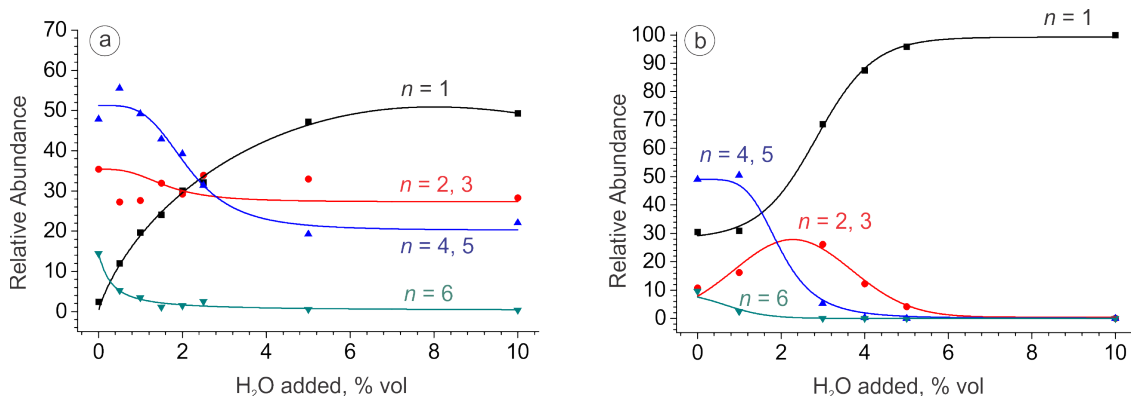 a
70
60
50
40
30
20
10
0
Relative Abundance
n = 1
n = 2, 3
n = 4, 5
n = 6
0 2 4 6 8 10
H₂O added, % vol
b
100
90
80
70
60
50
40
30
20
10
0
Relative Abundance
n = 1
n = 4, 5
n = 2, 3
n = 6
0 2 4 6 8 10
H₂O added, % vol